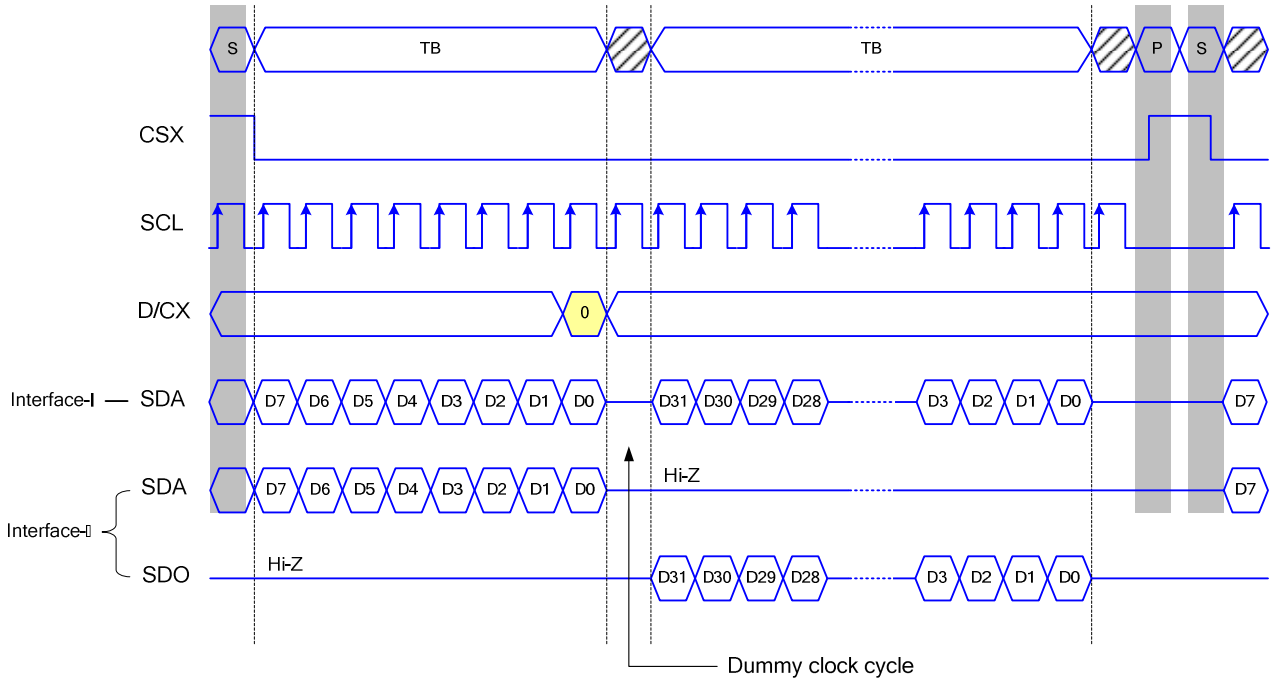 S TB TB P S
CSX
SCL
D/CX 0
Interface-I SDA D7 D6 D5 D4 D3 D2 D1 D0 D31 D30 D29 D28 D3 D2 D1 D0 D7
SDA D7 D6 D5 D4 D3 D2 D1 D0 Hi-Z D7
Interface-▯
SDO Hi-Z D31 D30 D29 D28 D3 D2 D1 D0
Dummy clock cycle